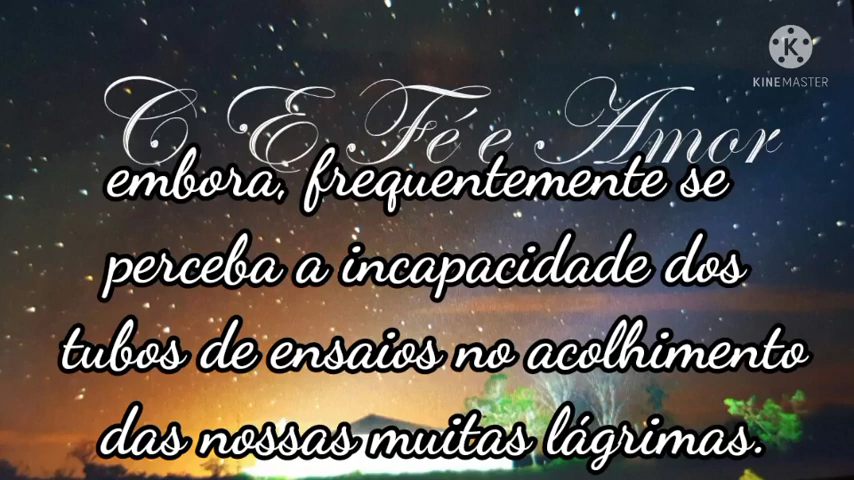 KINEMASTER
C E Fé e Amor
embora, frequentemente se
perceba a incapacidade dos
tubos de ensaios no acolhimento
das nossas muitas lágrimas.